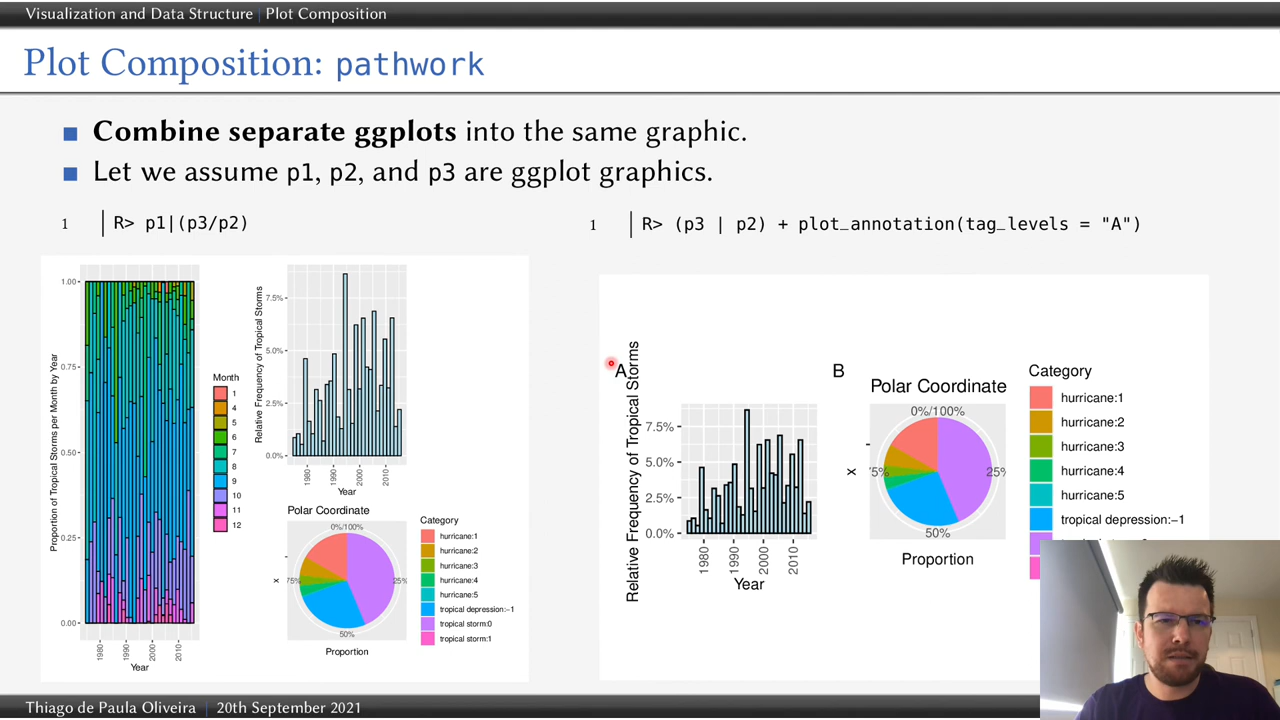 Visualization and Data Structure | Plot Composition
Plot Composition: pathwork
Combine separate ggplots into the same graphic.
Let we assume p1, p2, and p3 are ggplot graphics.
1 R> p1|(p3/p2)
1.00
0.75
0.50
0.25
0.00
Proportion of Tropical Storms per Month by Year
1980
1990
2000
2010
Year
Month
1
4
5
6
7
8
9
10
11
12
Relative Frequency of Tropical Storms
7.5%
5.0%
2.5%
0.0%
1980
1990
2000
2010
Year
Polar Coordinate
0%/100%
x
75%
25%
50%
Proportion
Category
hurricane:1
hurricane:2
hurricane:3
hurricane:4
hurricane:5
tropical depression:−1
tropical storm:0
tropical storm:1
1 R> (p3 | p2) + plot_annotation(tag_levels = "A")
A
Relative Frequency of Tropical Storms
7.5%
5.0%
2.5%
0.0%
1980
1990
2000
2010
Year
B
Polar Coordinate
0%/100%
x
'5%
25%
50%
Proportion
Category
hurricane:1
hurricane:2
hurricane:3
hurricane:4
hurricane:5
tropical depression:−1
Thiago de Paula Oliveira | 20th September 2021